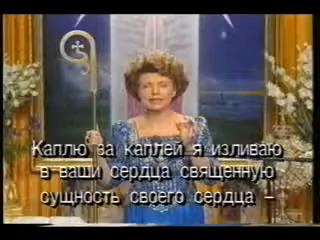 Каплю за каплей я изливаю
в ваши сердца священную
сущность своего сердца –